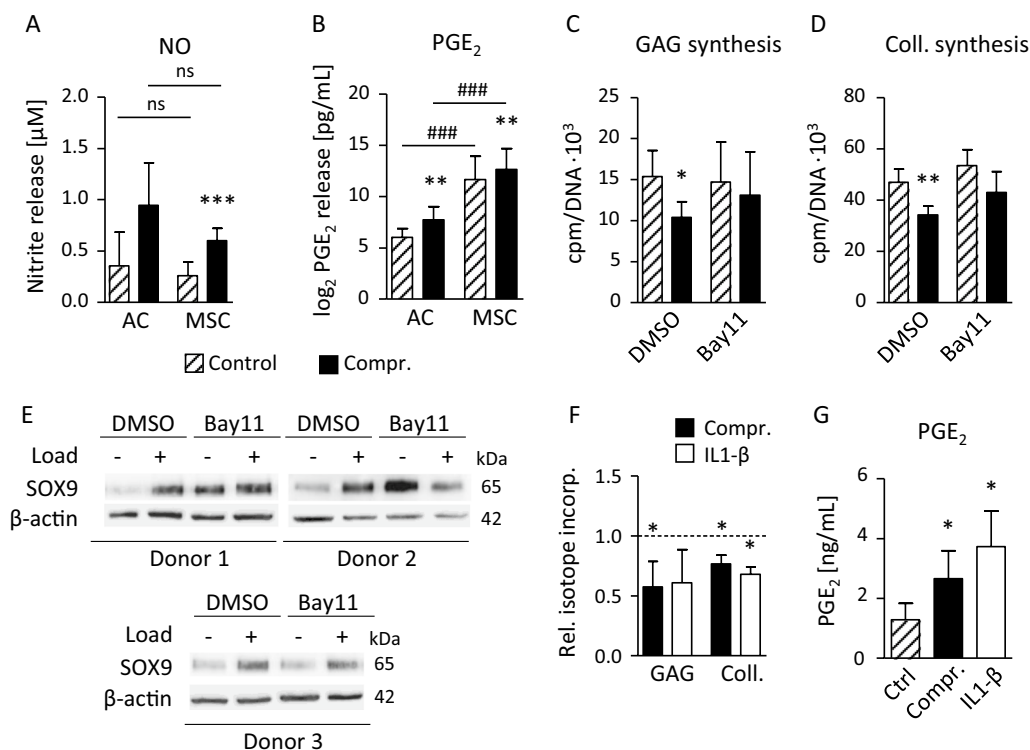 A
NO
ns
ns
Nitrite release [µM]
2.0
1.5
1.0
0.5
0.0
***
AC
MSC
B
PGE2
###
###
log2 PGE2 release [pg/mL]
20
15
10
5
0
**
**
AC
MSC
Control
Compr.
C
GAG synthesis
cpm/DNA ·10³
25
20
15
10
5
0
*
DMSO
Bay11
D
Coll. synthesis
cpm/DNA ·10³
80
60
40
20
0
**
DMSO
Bay11
E
DMSO Bay11 DMSO Bay11
Load - + - + - + - + kDa
SOX9 65
β-actin 42
Donor 1 Donor 2
DMSO Bay11
Load - + - + kDa
SOX9 65
β-actin 42
Donor 3
F
Compr.
IL1-β
Rel. isotope incorp.
1.5
1.0
0.5
0.0
*
*
*
GAG
Coll.
G
PGE2
PGE2 [ng/mL]
6
4
2
0
*
*
Ctrl
Compr.
IL1-β